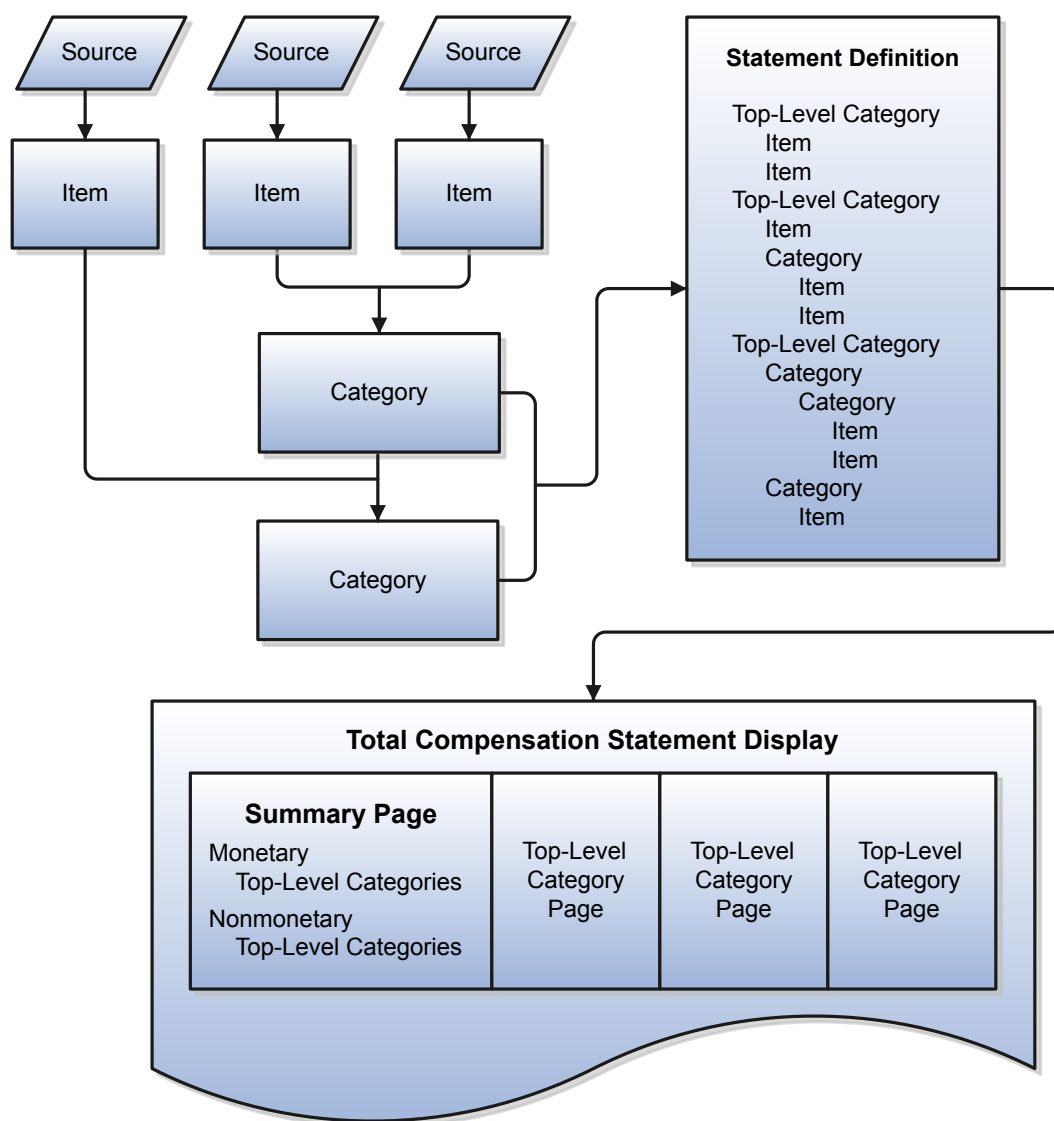 Source
Source
Source
Item
Item
Item
Category
Category
Statement Definition
Top-Level Category
Item
Item
Top-Level Category
Item
Category
Item
Item
Top-Level Category
Category
Category
Item
Item
Category
Item
Total Compensation Statement Display
Summary Page
Monetary
Top-Level Categories
Nonmonetary
Top-Level Categories
Top-Level
Category
Page
Top-Level
Category
Page
Top-Level
Category
Page